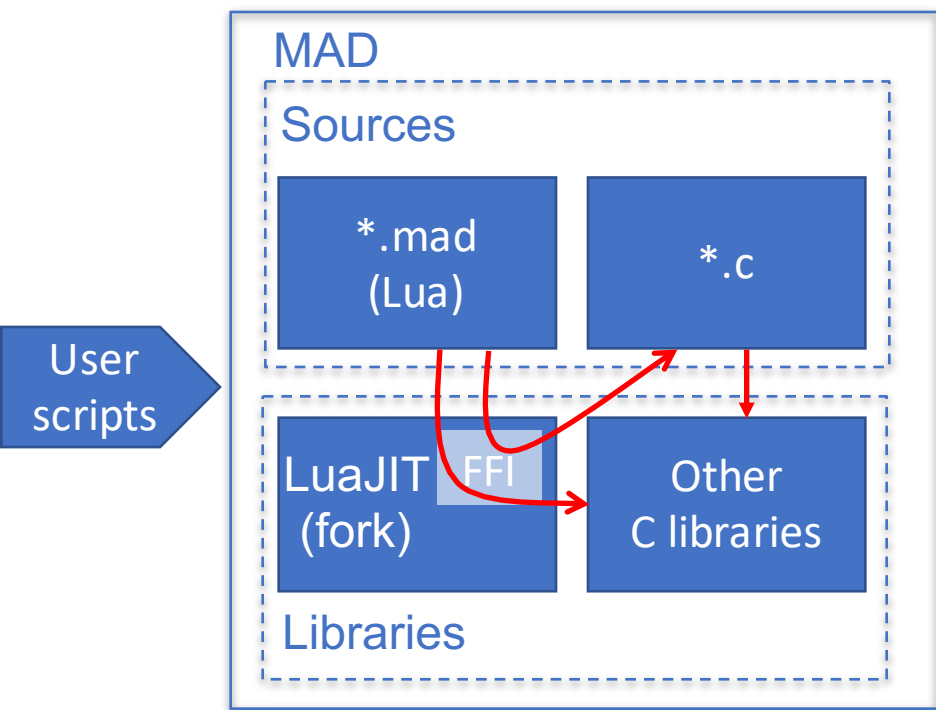 MAD
Sources
*.mad
(Lua)
*.c
User
scripts
LuaJIT
(fork)
FFI
Other
C libraries
Libraries